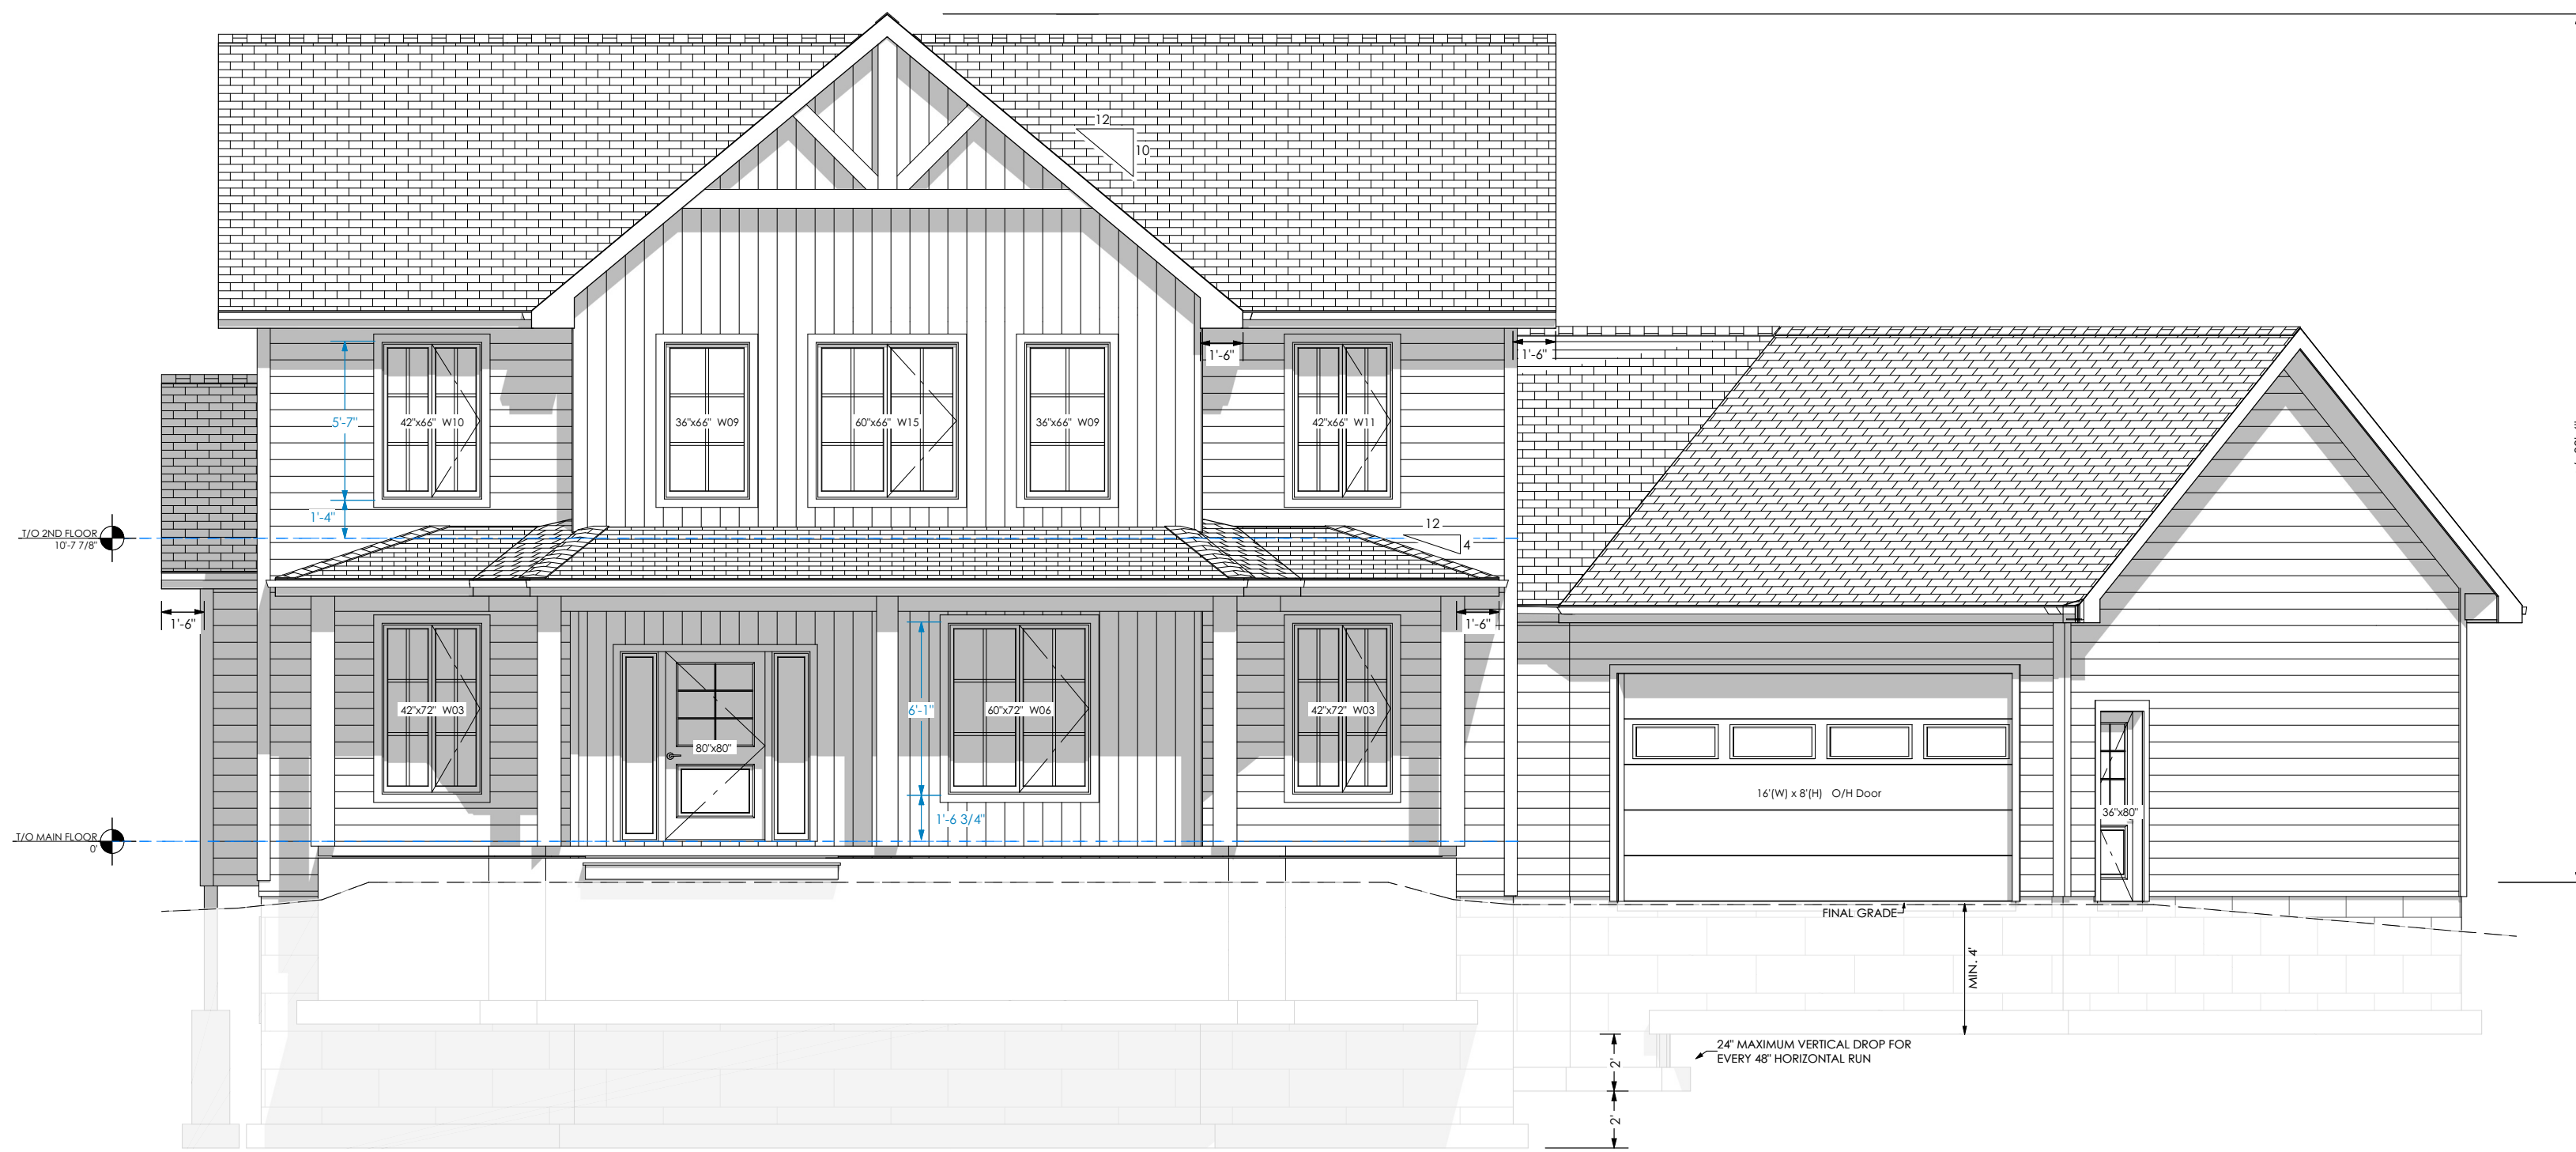 12
10
1'-6"
1'-6"
5'-7"
42"x66" W10
36"x66" W09
60"x66" W15
36"x66" W09
42"x66" W11
1'-4"
12
4
T/O 2ND FLOOR
10'-7 7/8"
1'-6"
1'-6"
42"x72" W03
6'-1"
60"x72" W06
42"x72" W03
80"x80"
16'(W) x 8'(H) O/H Door
36"x80"
1'-6 3/4"
T/O MAIN FLOOR
0'
FINAL GRADE
MIN. 4'
24" MAXIMUM VERTICAL DROP FOR
EVERY 48" HORIZONTAL RUN
2'
2'